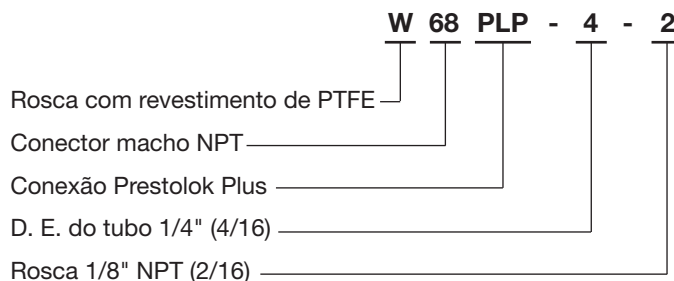 W 68 PLP - 4 - 2
Rosca com revestimento de PTFE
Conector macho NPT
Conexão Prestolok Plus
D. E. do tubo 1/4" (4/16)
Rosca 1/8" NPT (2/16)